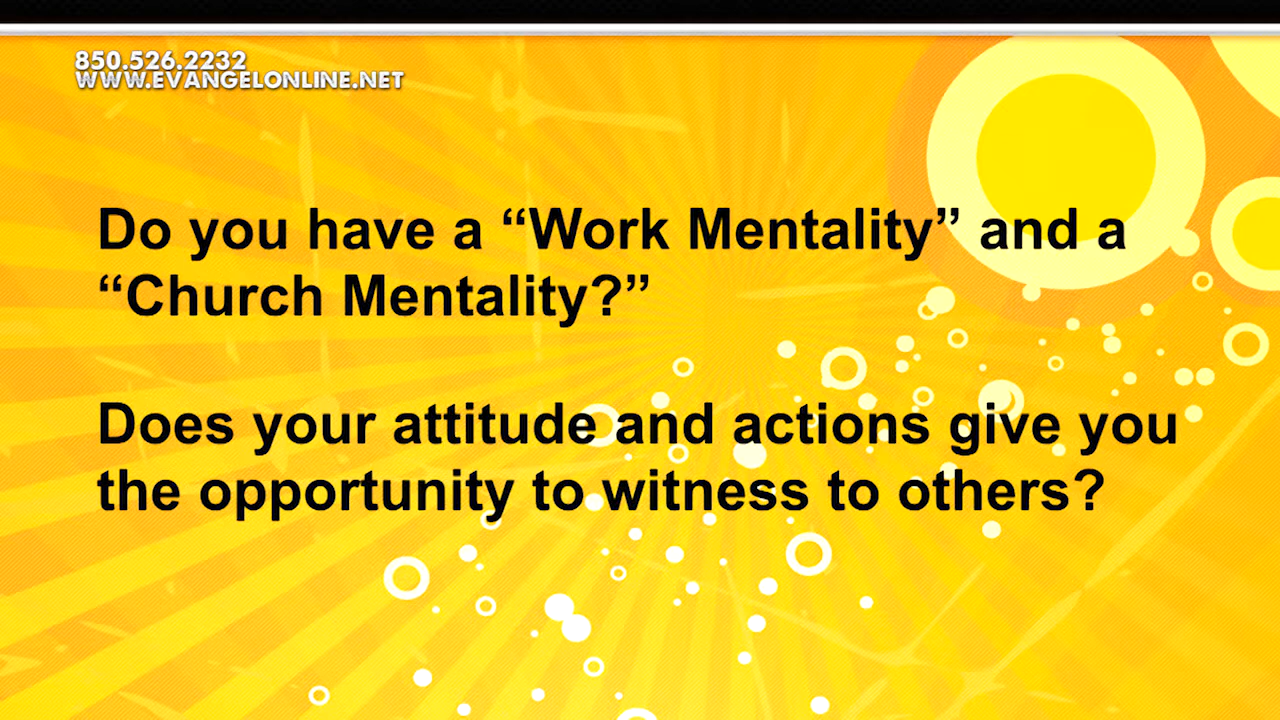 850.526.2232
WWW.EVANGELONLINE.NET
Do you have a “Work Mentality” and a
“Church Mentality?”
Does your attitude and actions give you
the opportunity to witness to others?